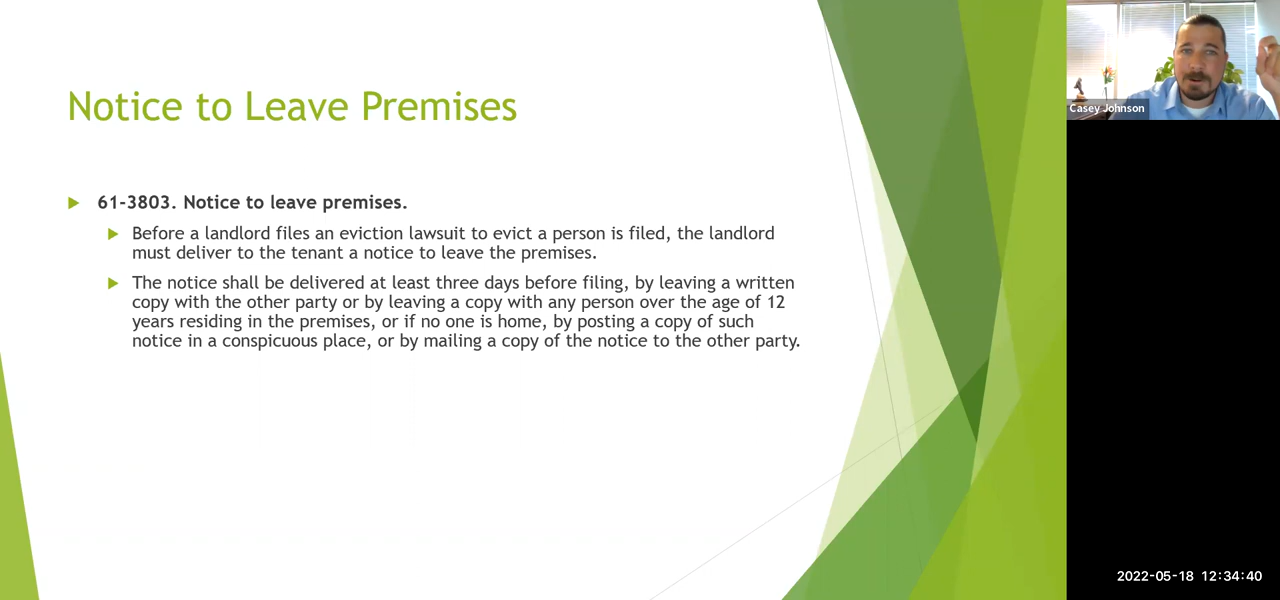 Notice to Leave Premises
61-3803. Notice to leave premises.
Before a landlord files an eviction lawsuit to evict a person is filed, the landlord
must deliver to the tenant a notice to leave the premises.
The notice shall be delivered at least three days before filing, by leaving a written
copy with the other party or by leaving a copy with any person over the age of 12
years residing in the premises, or if no one is home, by posting a copy of such
notice in a conspicuous place, or by mailing a copy of the notice to the other party.
Casey Johnson
2022-05-18 12:34:40